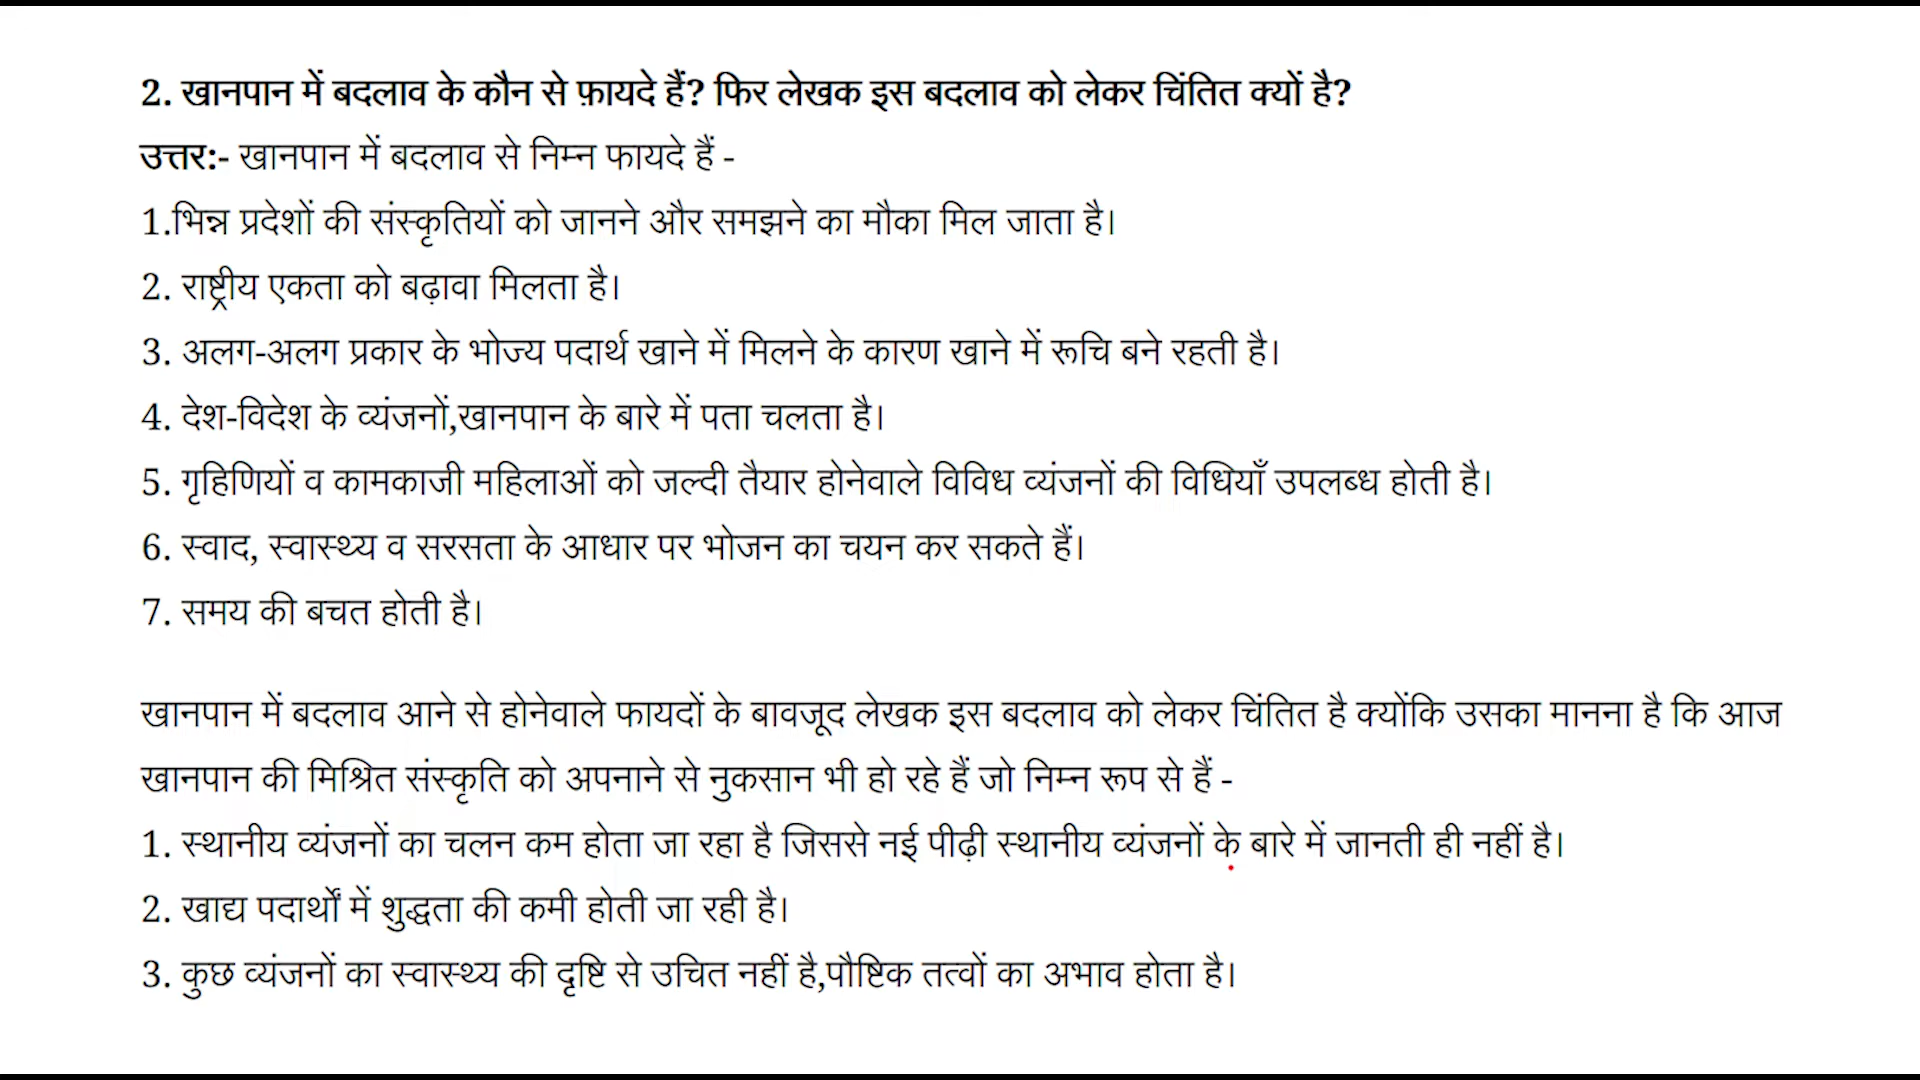 2. खानपान में बदलाव के कौन से फ़ायदे हैं? फिर लेखक इस बदलाव को लेकर चिंतित क्यों है?
उत्तर:- खानपान में बदलाव से निम्न फायदे हैं -
1.भिन्न प्रदेशों की संस्कृतियों को जानने और समझने का मौका मिल जाता है।
2. राष्ट्रीय एकता को बढ़ावा मिलता है।
3. अलग-अलग प्रकार के भोज्य पदार्थ खाने में मिलने के कारण खाने में रूचि बने रहती है।
4. देश-विदेश के व्यंजनों,खानपान के बारे में पता चलता है।
5. गृहिणियों व कामकाजी महिलाओं को जल्दी तैयार होनेवाले विविध व्यंजनों की विधियाँ उपलब्ध होती है।
6. स्वाद, स्वास्थ्य व सरसता के आधार पर भोजन का चयन कर सकते हैं।
7. समय की बचत होती है।
खानपान में बदलाव आने से होनेवाले फायदों के बावजूद लेखक इस बदलाव को लेकर चिंतित है क्योंकि उसका मानना है कि आज
खानपान की मिश्रित संस्कृति को अपनाने से नुकसान भी हो रहे हैं जो निम्न रूप से हैं -
1. स्थानीय व्यंजनों का चलन कम होता जा रहा है जिससे नई पीढ़ी स्थानीय व्यंजनों के बारे में जानती ही नहीं है।
2. खाद्य पदार्थों में शुद्धता की कमी होती जा रही है।
3. कुछ व्यंजनों का स्वास्थ्य की दृष्टि से उचित नहीं है,पौष्टिक तत्वों का अभाव होता है।